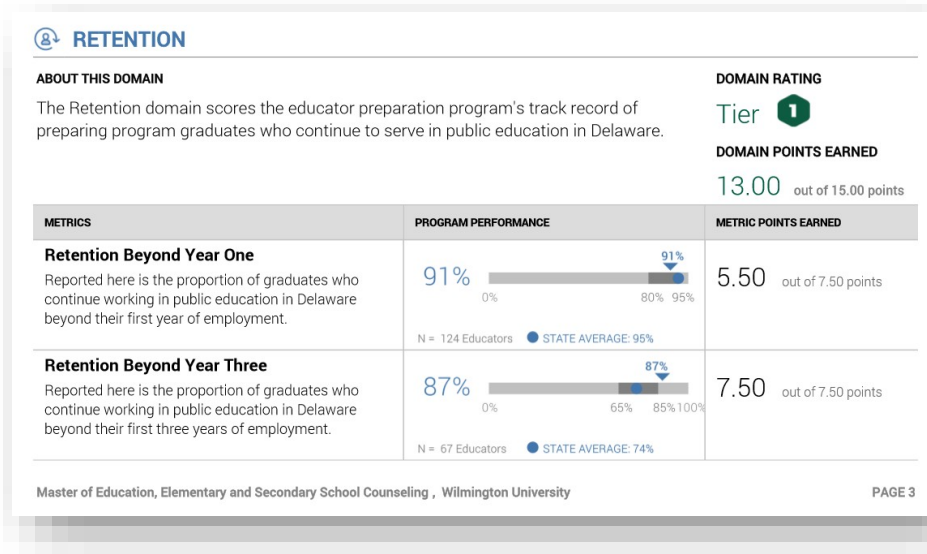 RETENTION
ABOUT THIS DOMAIN
The Retention domain scores the educator preparation program's track record of
preparing program graduates who continue to serve in public education in Delaware.
DOMAIN RATING
Tier 1
DOMAIN POINTS EARNED
13.00 out of 15.00 points
METRICS PROGRAM PERFORMANCE METRIC POINTS EARNED
Retention Beyond Year One
Reported here is the proportion of graduates who
continue working in public education in Delaware
beyond their first year of employment.
91%
91%
0% 80% 95%
N = 124 Educators STATE AVERAGE: 95%
5.50 out of 7.50 points
Retention Beyond Year Three
Reported here is the proportion of graduates who
continue working in public education in Delaware
beyond their first three years of employment.
87%
87%
0% 65% 85% 100%
N = 67 Educators STATE AVERAGE: 74%
7.50 out of 7.50 points
Master of Education, Elementary and Secondary School Counseling , Wilmington University PAGE 3